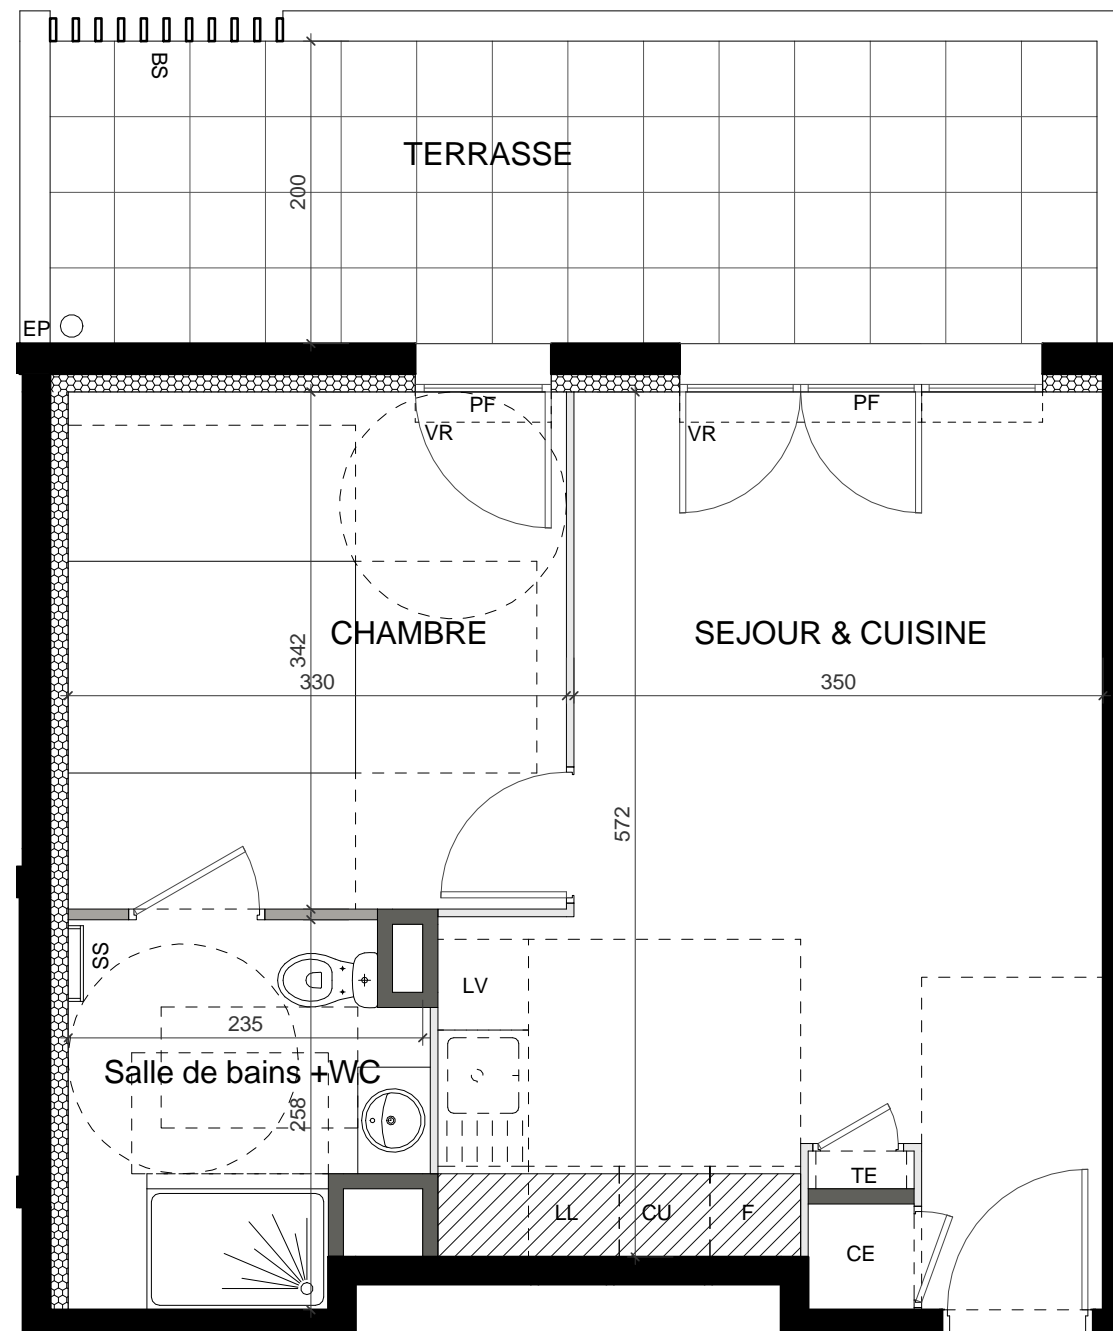 BS
TERRASSE
200
EP
PF
VR
PF
VR
CHAMBRE
SEJOUR & CUISINE
342
330
350
572
SS
LV
235
Salle de bains +WC
258
TE
LL
CU
F
CE